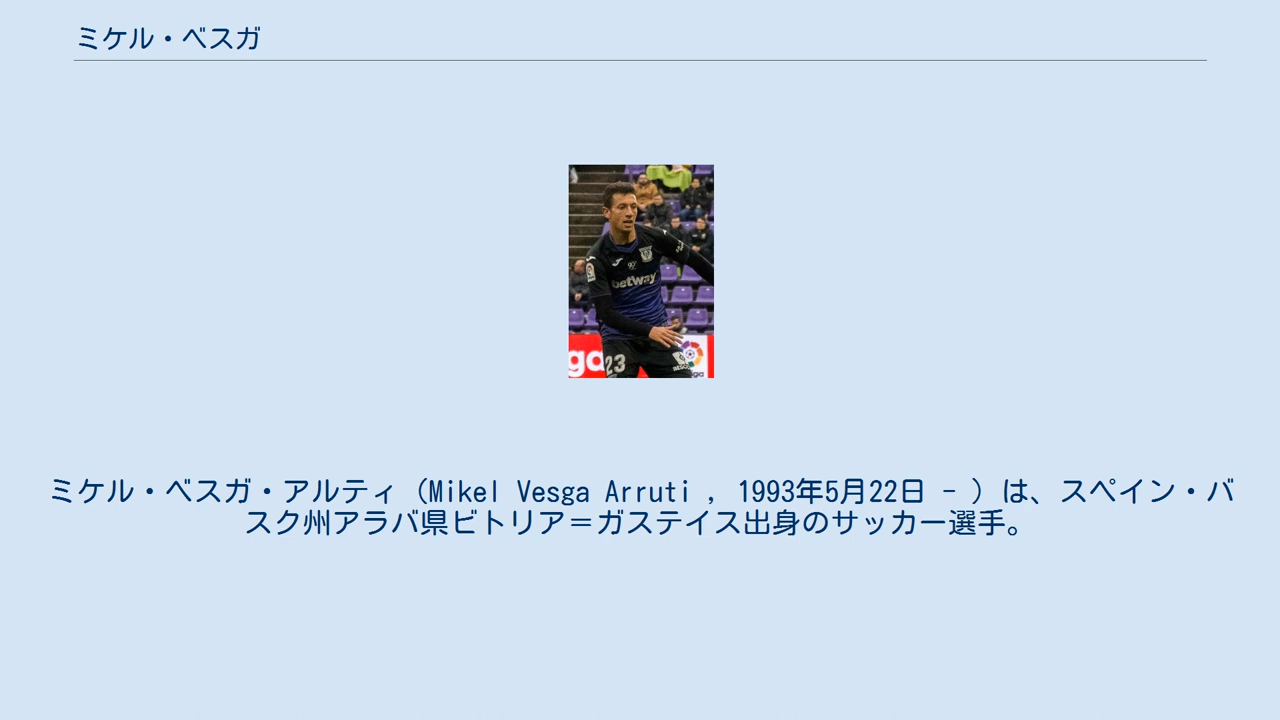 ミケル・ベスガ
betway
ga
23
ミケル・ベスガ・アルティ（Mikel Vesga Arruti , 1993年5月22日 - ）は、スペイン・バ
スク州アラバ県ビトリア＝ガステイス出身のサッカー選手。